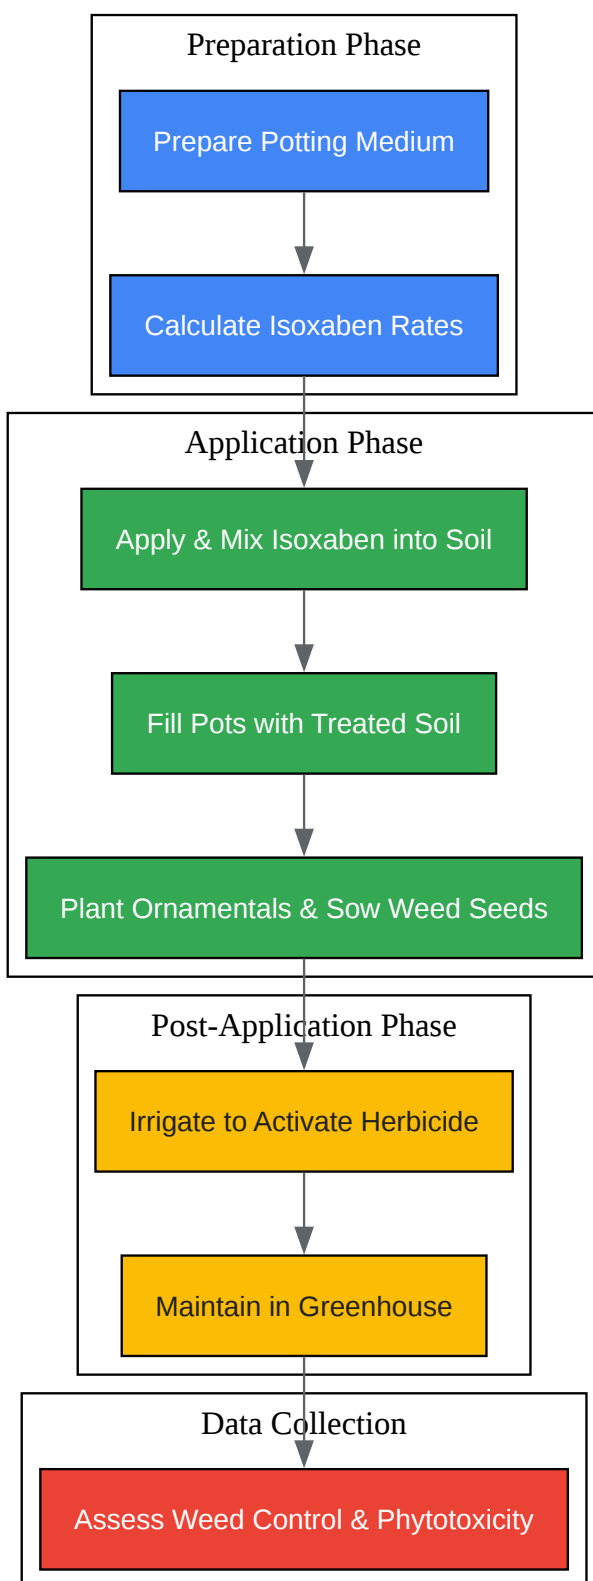 Preparation Phase
Prepare Potting Medium
Calculate Isoxaben Rates
Application Phase
Apply & Mix Isoxaben into Soil
Fill Pots with Treated Soil
Plant Ornamentals & Sow Weed Seeds
Post-Application Phase
Irrigate to Activate Herbicide
Maintain in Greenhouse
Data Collection
Assess Weed Control & Phytotoxicity